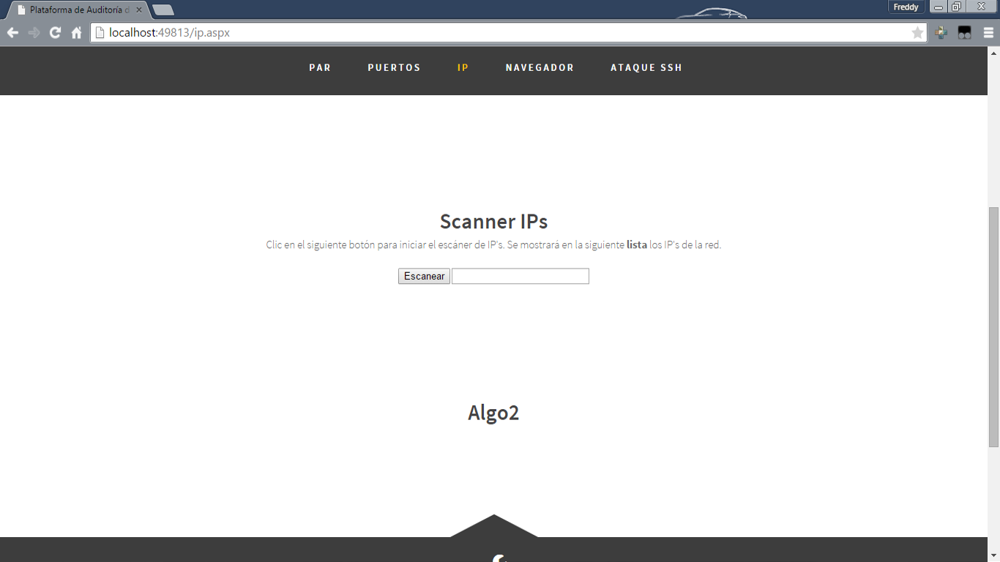 Plataforma de Auditoría d
Freddy
localhost:49813/ip.aspx
PAR PUERTOS IP NAVEGADOR ATAQUE SSH
Scanner IPs
Clic en el siguiente botón para iniciar el escáner de IP's. Se mostrará en la siguiente lista los IP's de la red.
Escanear
Algo2